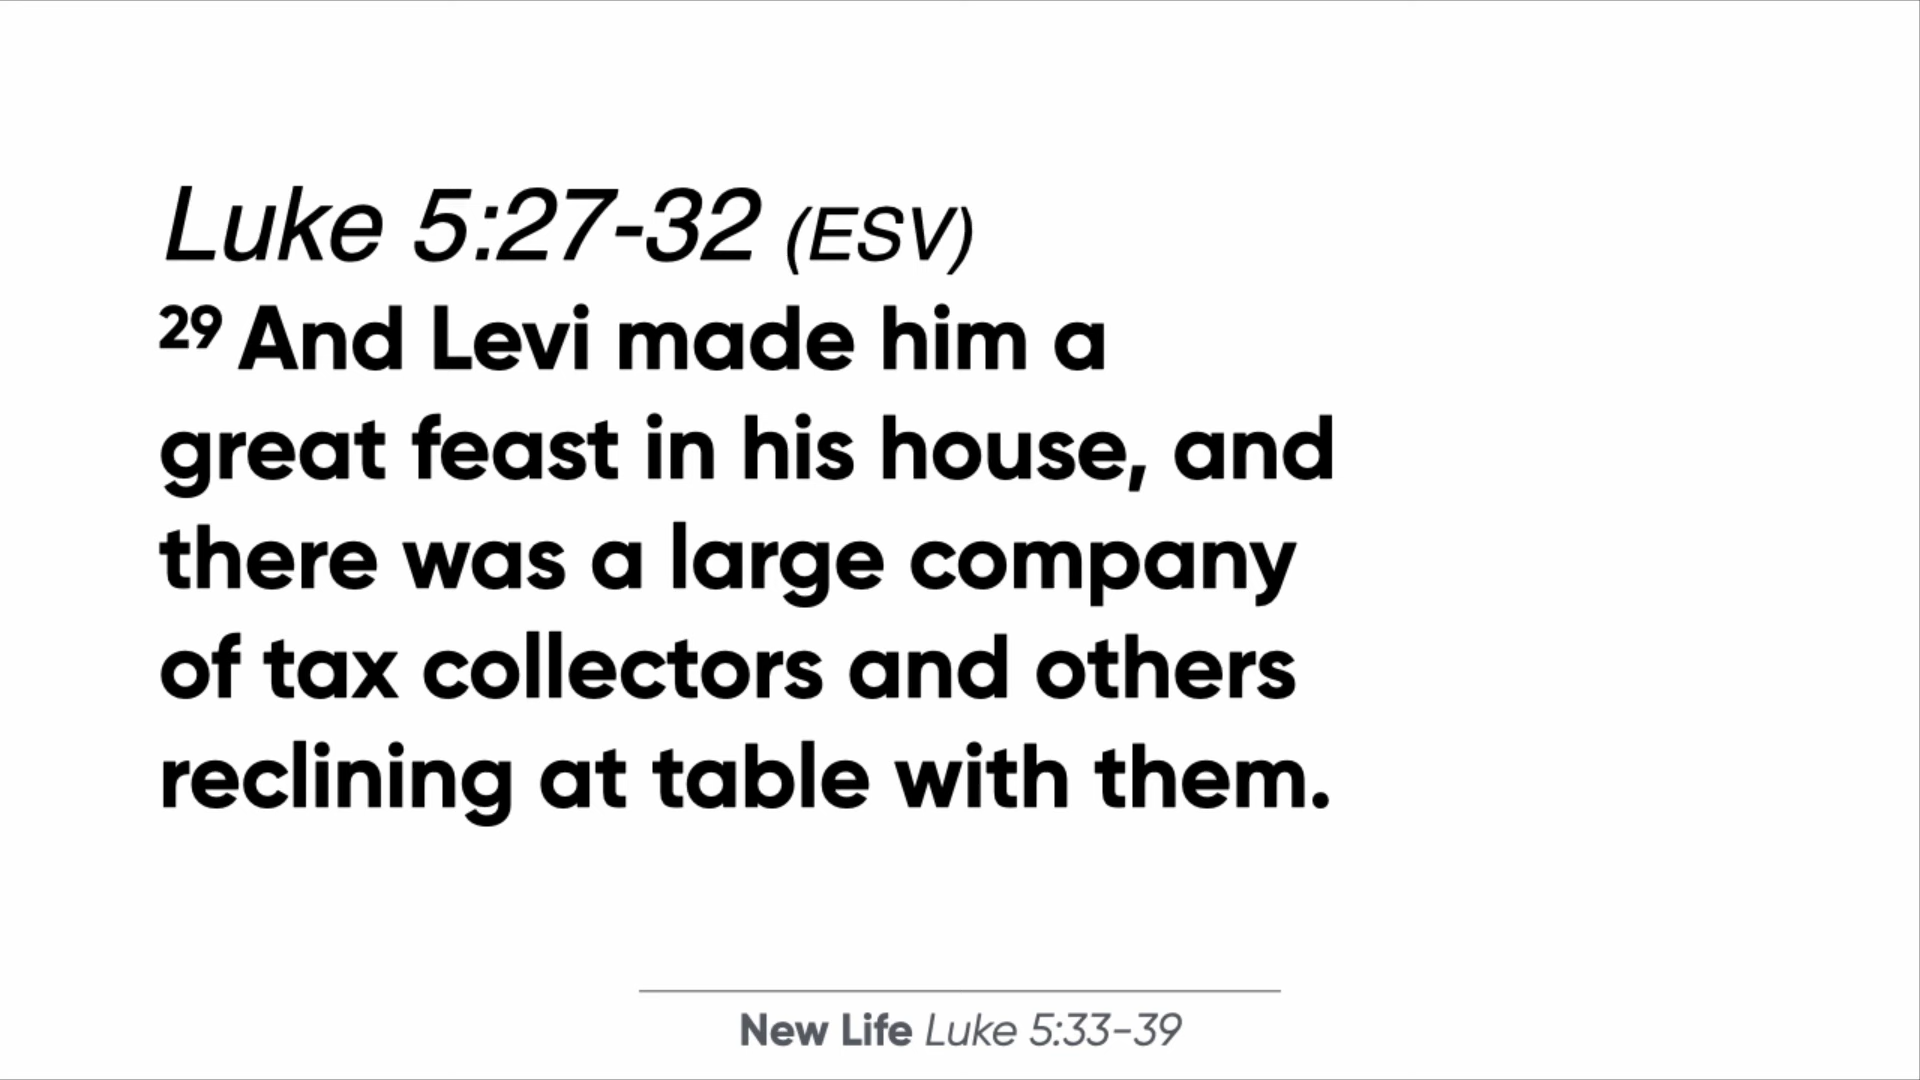 Luke 5:27-32 (ESV)
29 And Levi made him a
great feast in his house, and
there was a large company
of tax collectors and others
reclining at table with them.
New Life Luke 5:33-39